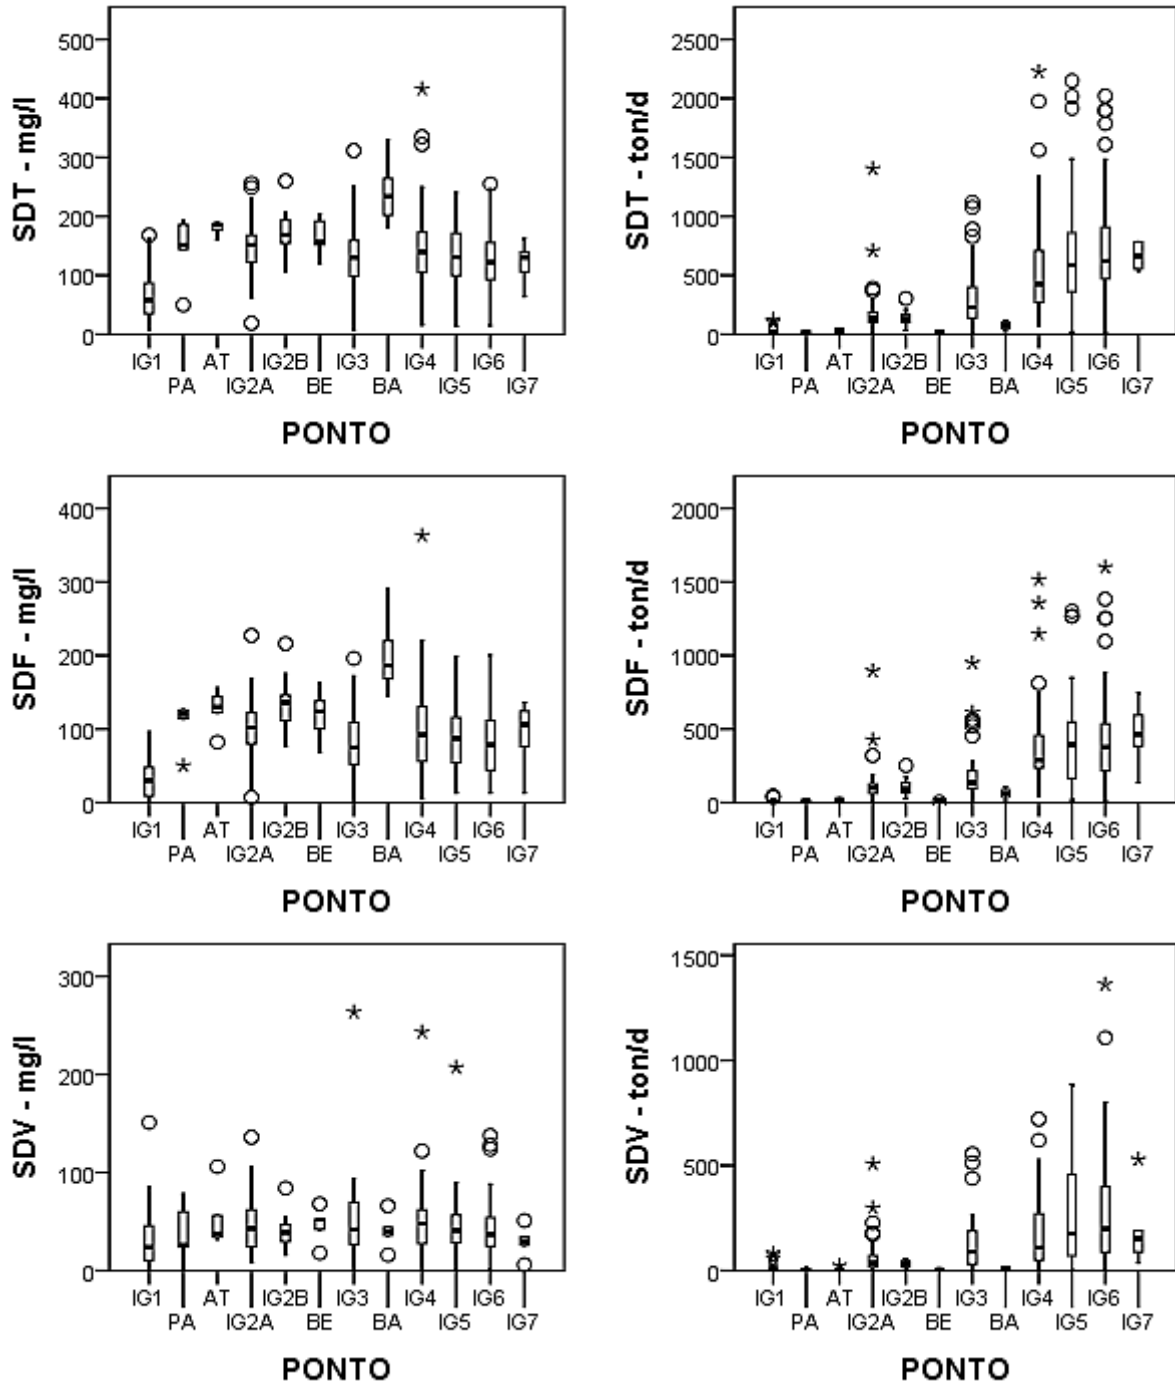 SDT - mg/l
500
400
300
200
100
0
IG1 AT IG2B IG3 IG4 IG6
PA IG2A BE BA IG5 IG7
PONTO
SDT - ton/d
2500
2000
1500
1000
500
0
IG1 AT IG2B IG3 IG4 IG6
PA IG2A BE BA IG5 IG7
PONTO
SDF - mg/l
400
300
200
100
0
IG1 AT IG2B IG3 IG4 IG6
PA IG2A BE BA IG5 IG7
PONTO
SDF - ton/d
2000
1500
1000
500
0
IG1 AT IG2B IG3 IG4 IG6
PA IG2A BE BA IG5 IG7
PONTO
SDV - mg/l
300
200
100
0
IG1 AT IG2B IG3 IG4 IG6
PA IG2A BE BA IG5 IG7
PONTO
SDV - ton/d
1500
1000
500
0
IG1 AT IG2B IG3 IG4 IG6
PA IG2A BE BA IG5 IG7
PONTO